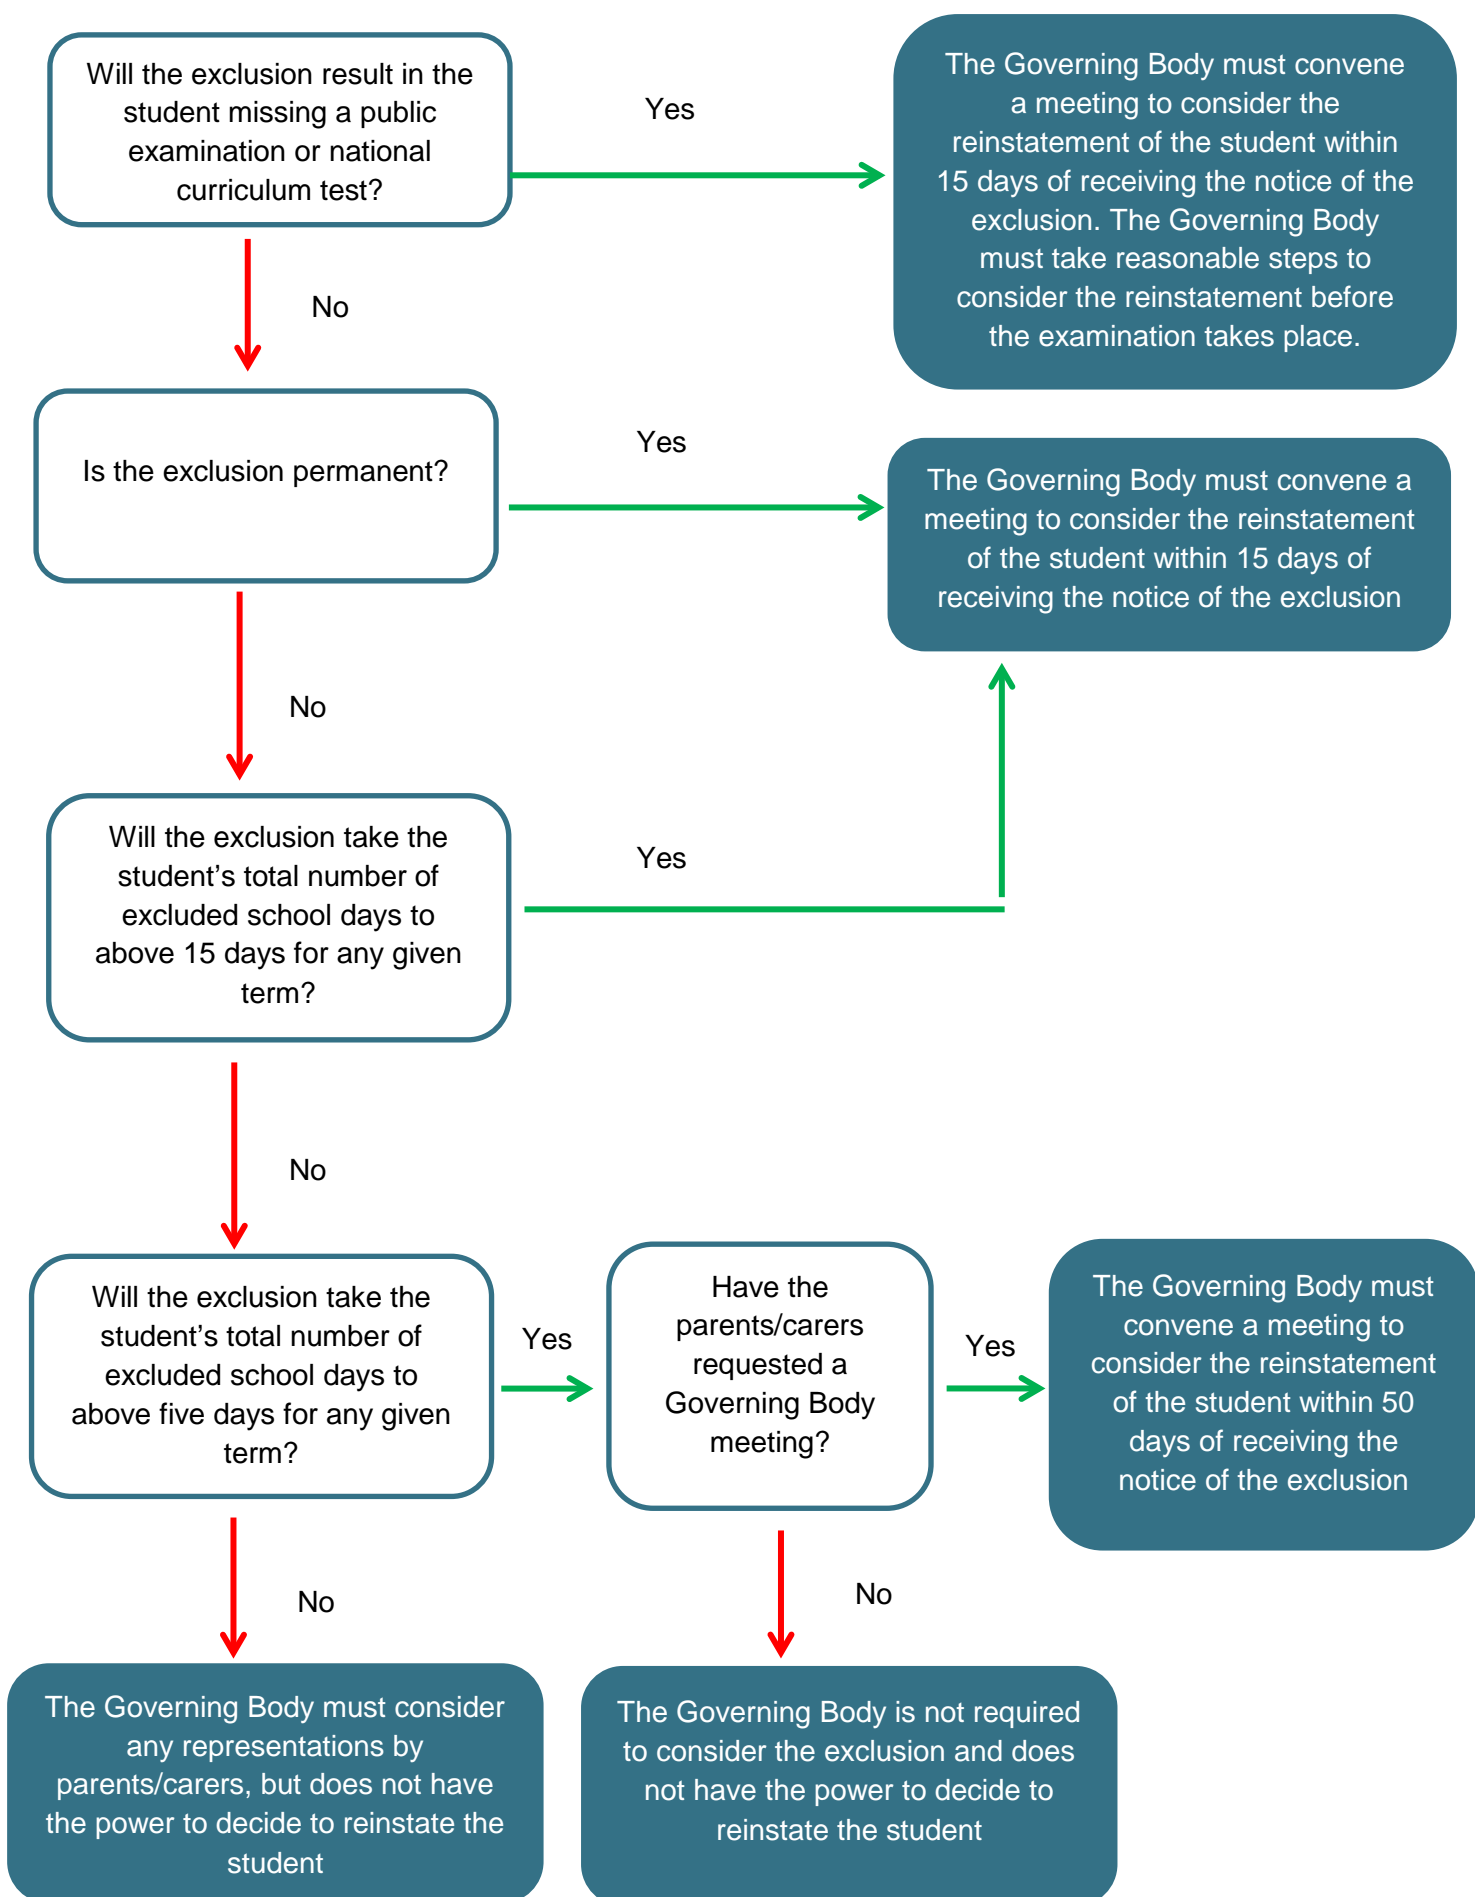 Will the exclusion result in the
student missing a public
examination or national
curriculum test?
Yes
The Governing Body must convene
a meeting to consider the
reinstatement of the student within
15 days of receiving the notice of the
exclusion. The Governing Body
must take reasonable steps to
consider the reinstatement before
the examination takes place.
No
Is the exclusion permanent?
Yes
The Governing Body must convene a
meeting to consider the reinstatement
of the student within 15 days of
receiving the notice of the exclusion
No
Will the exclusion take the
student’s total number of
excluded school days to
above 15 days for any given
term?
Yes
No
Will the exclusion take the
student’s total number of
excluded school days to
above five days for any given
term?
Yes
Have the
parents/carers
requested a
Governing Body
meeting?
Yes
The Governing Body must
convene a meeting to
consider the reinstatement
of the student within 50
days of receiving the
notice of the exclusion
No
No
The Governing Body must consider
any representations by
parents/carers, but does not have
the power to decide to reinstate the
student
The Governing Body is not required
to consider the exclusion and does
not have the power to decide to
reinstate the student